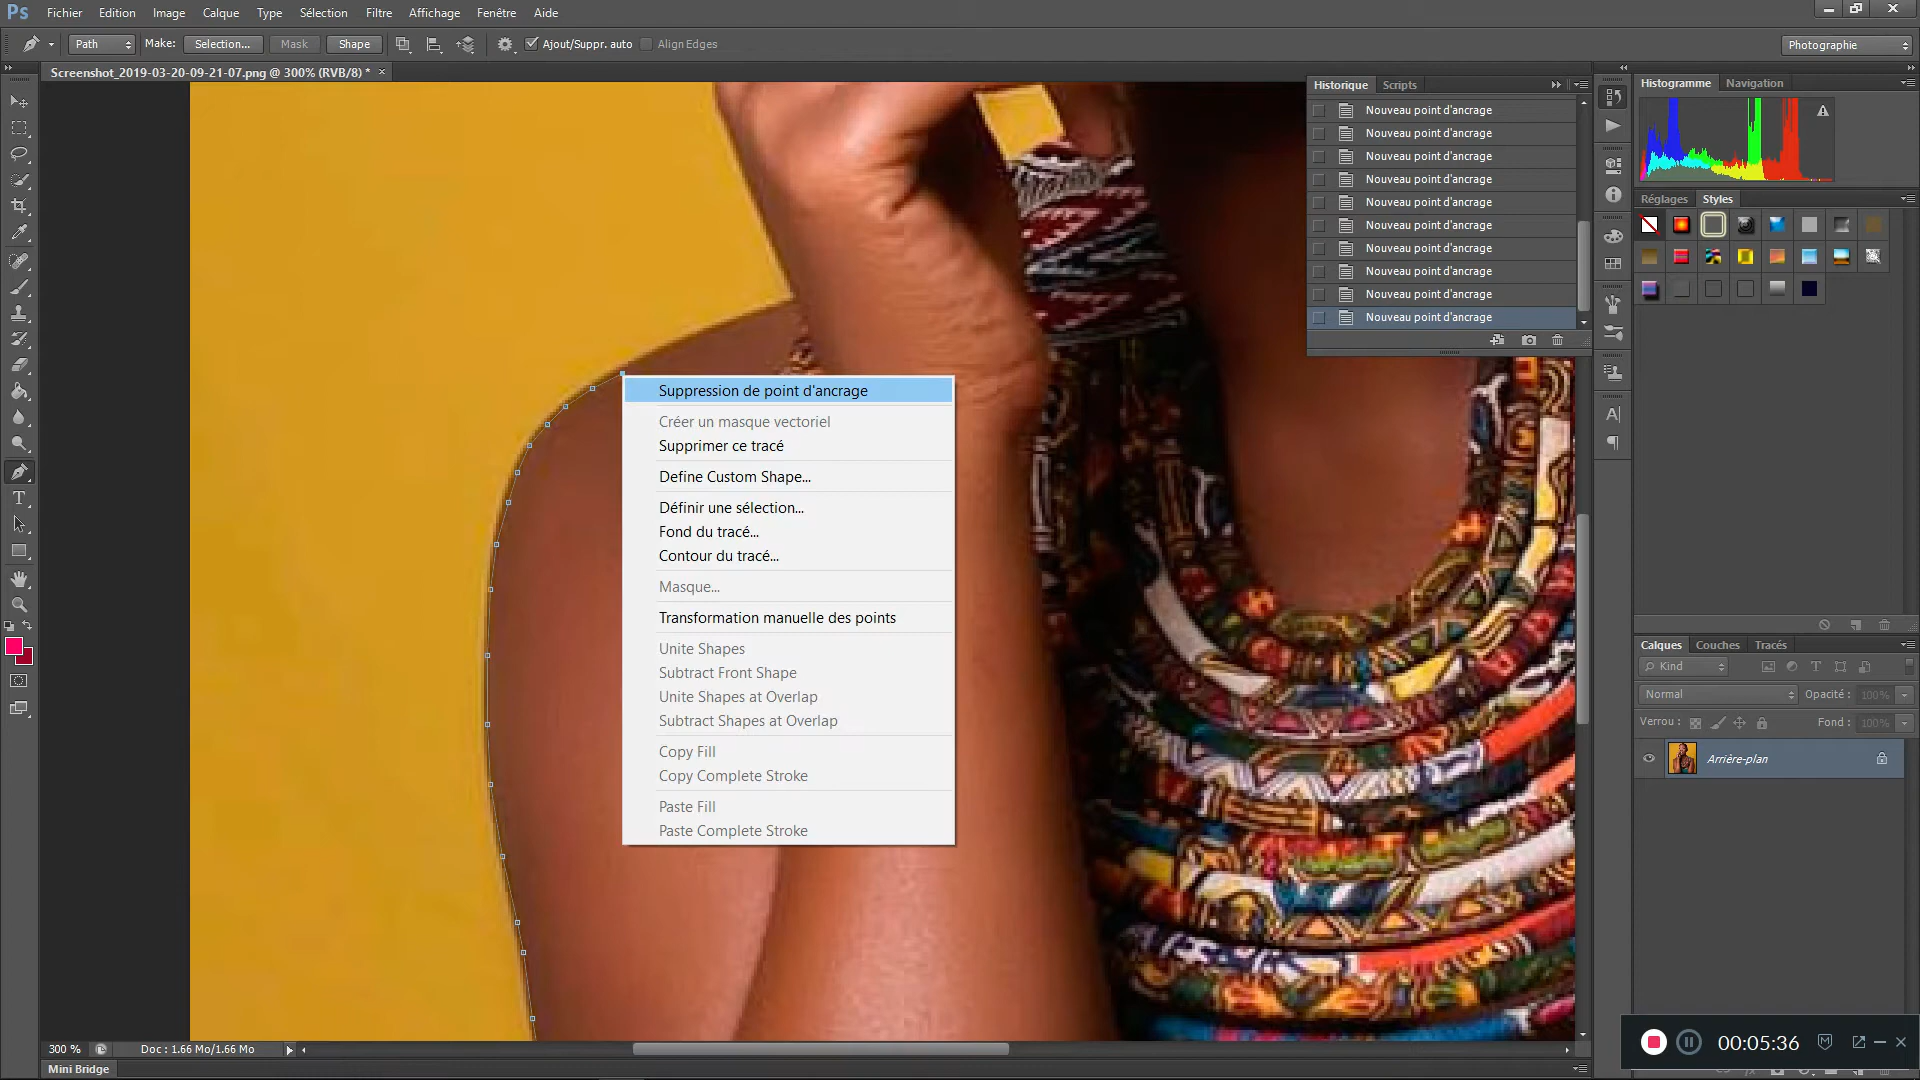 Ps Fichier Edition Image Calque Type Sélection Filtre Affichage Fenêtre Aide
Path Make: Selection... Mask Shape Ajout/Suppr. auto Align Edges Photographie
Screenshot_2019-03-20-09-21-07.png @ 300% (RVB/8) * ×
Historique Scripts
Nouveau point d'ancrage
Nouveau point d'ancrage
Nouveau point d'ancrage
Nouveau point d'ancrage
Nouveau point d'ancrage
Nouveau point d'ancrage
Nouveau point d'ancrage
Nouveau point d'ancrage
Nouveau point d'ancrage
Nouveau point d'ancrage
Histogramme Navigation
Réglages Styles
Suppression de point d'ancrage
Créer un masque vectoriel
Supprimer ce tracé
Define Custom Shape...
Définir une sélection...
Fond du tracé...
Contour du tracé...
Masque...
Transformation manuelle des points
Unite Shapes
Subtract Front Shape
Unite Shapes at Overlap
Subtract Shapes at Overlap
Copy Fill
Copy Complete Stroke
Paste Fill
Paste Complete Stroke
Calques Couches Tracés
Kind
Normal Opacité : 100%
Verrou : Fond : 100%
Arrière-plan
300 % Doc : 1.66 Mo/1.66 Mo
Mini Bridge
00:05:36